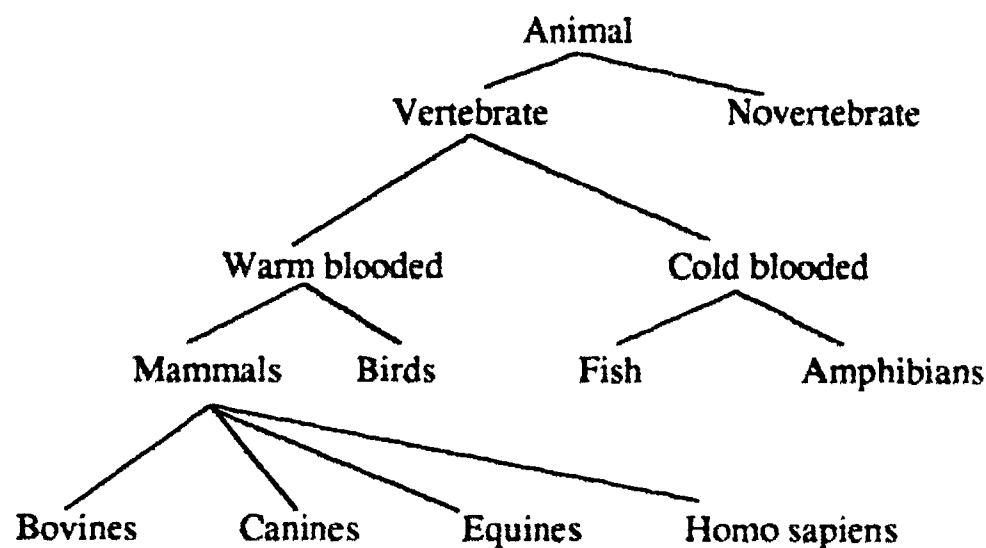 Animal
Vertebrate Novertebrate
Warm blooded Cold blooded
Mammals Birds Fish Amphibians
Bovines Canines Equines Homo sapiens